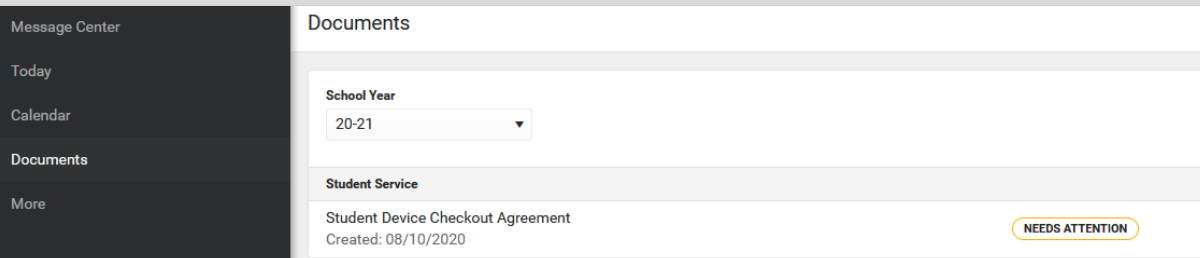 Message Center
Today
Calendar
Documents
More
Documents
School Year
20-21
Student Service
Student Device Checkout Agreement
Created: 08/10/2020
NEEDS ATTENTION